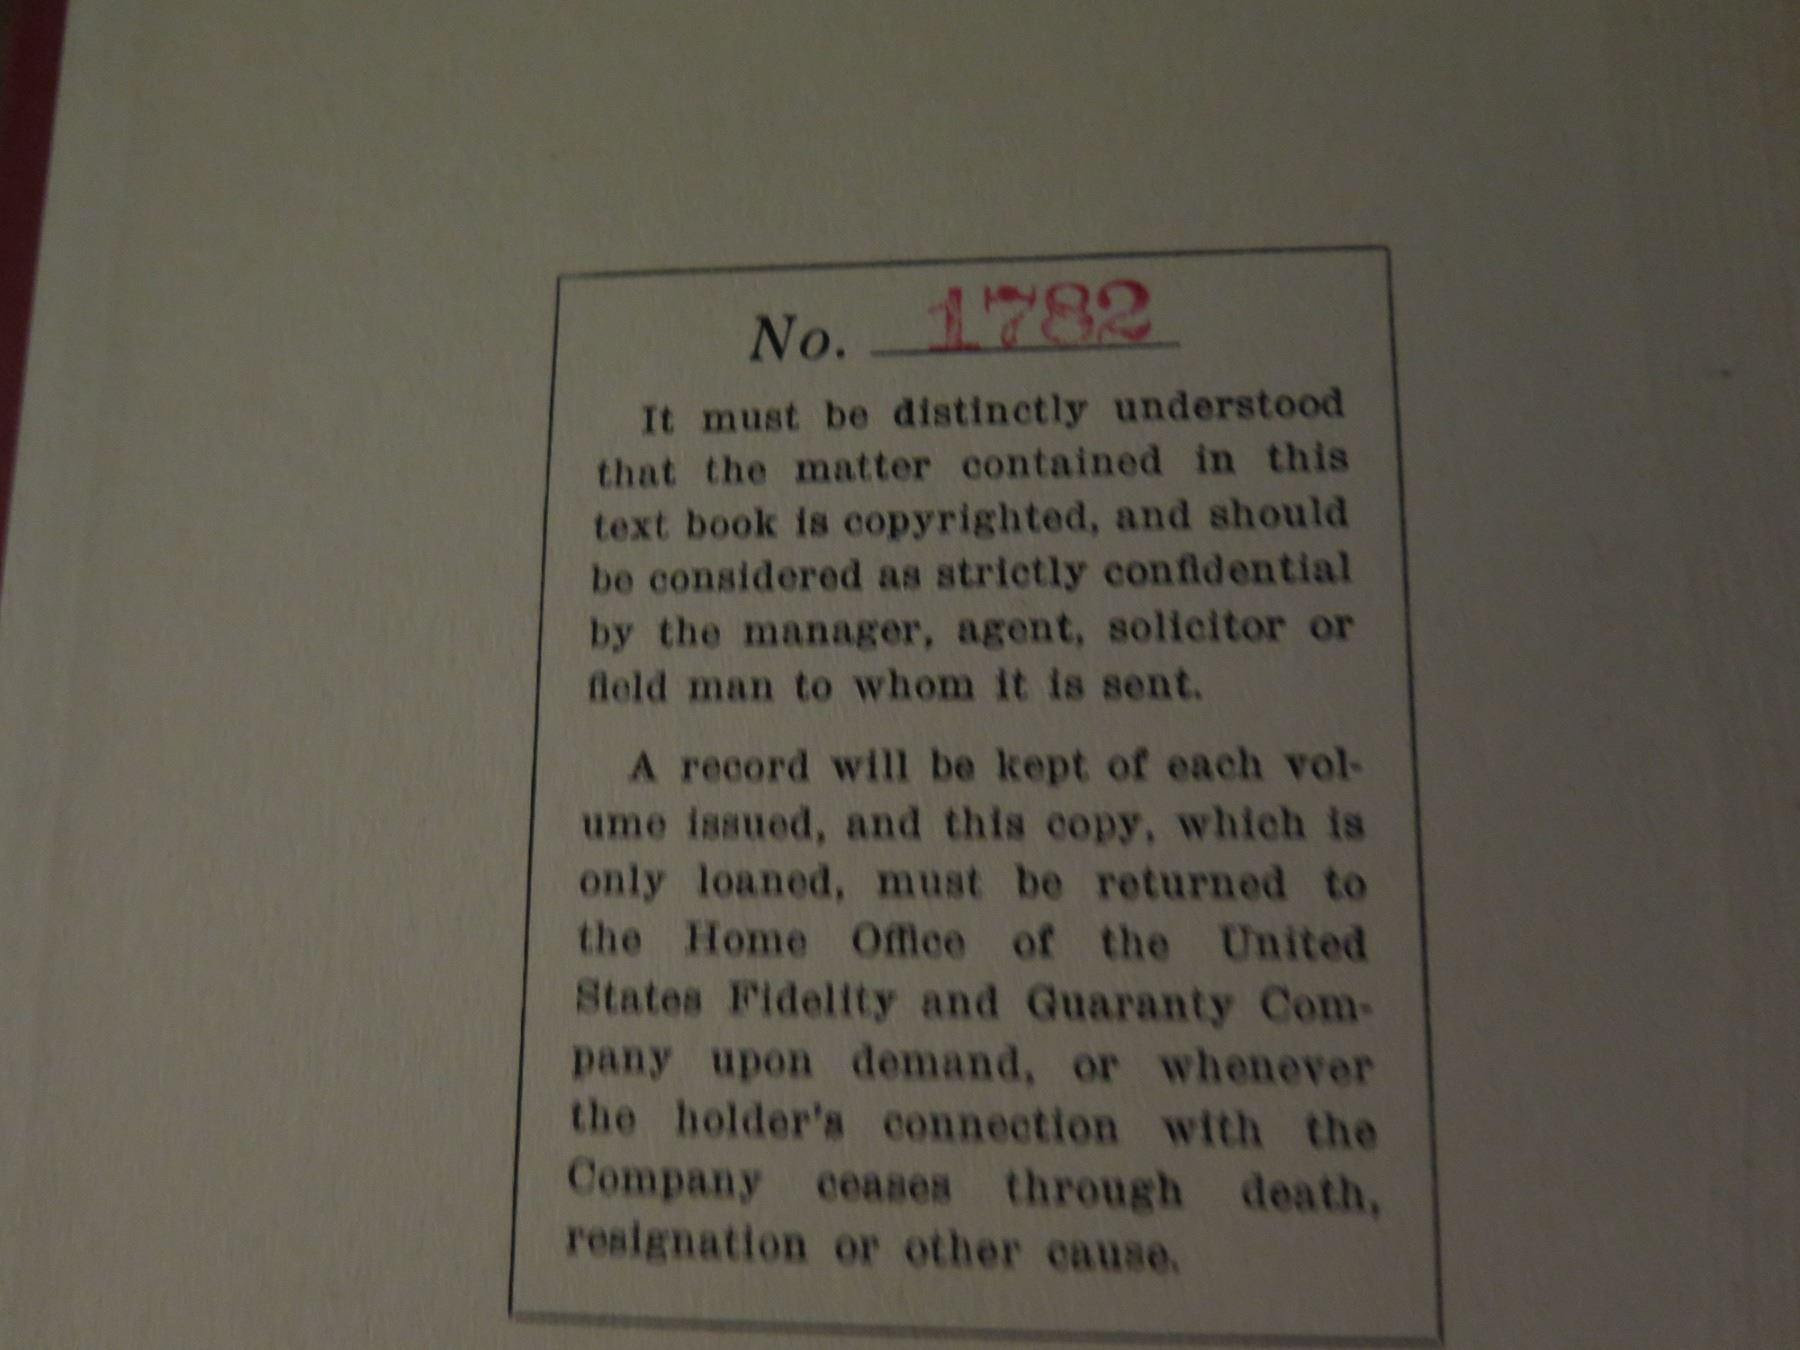 No. 1782
It must be distinctly understood
that the matter contained in this
text book is copyrighted, and should
be considered as strictly confidential
by the manager, agent, solicitor or
field man to whom it is sent.
A record will be kept of each vol-
ume issued, and this copy, which is
only loaned, must be returned to
the Home Office of the United
States Fidelity and Guaranty Com-
pany upon demand, or whenever
the holder's connection with the
Company ceases through death,
resignation or other cause.